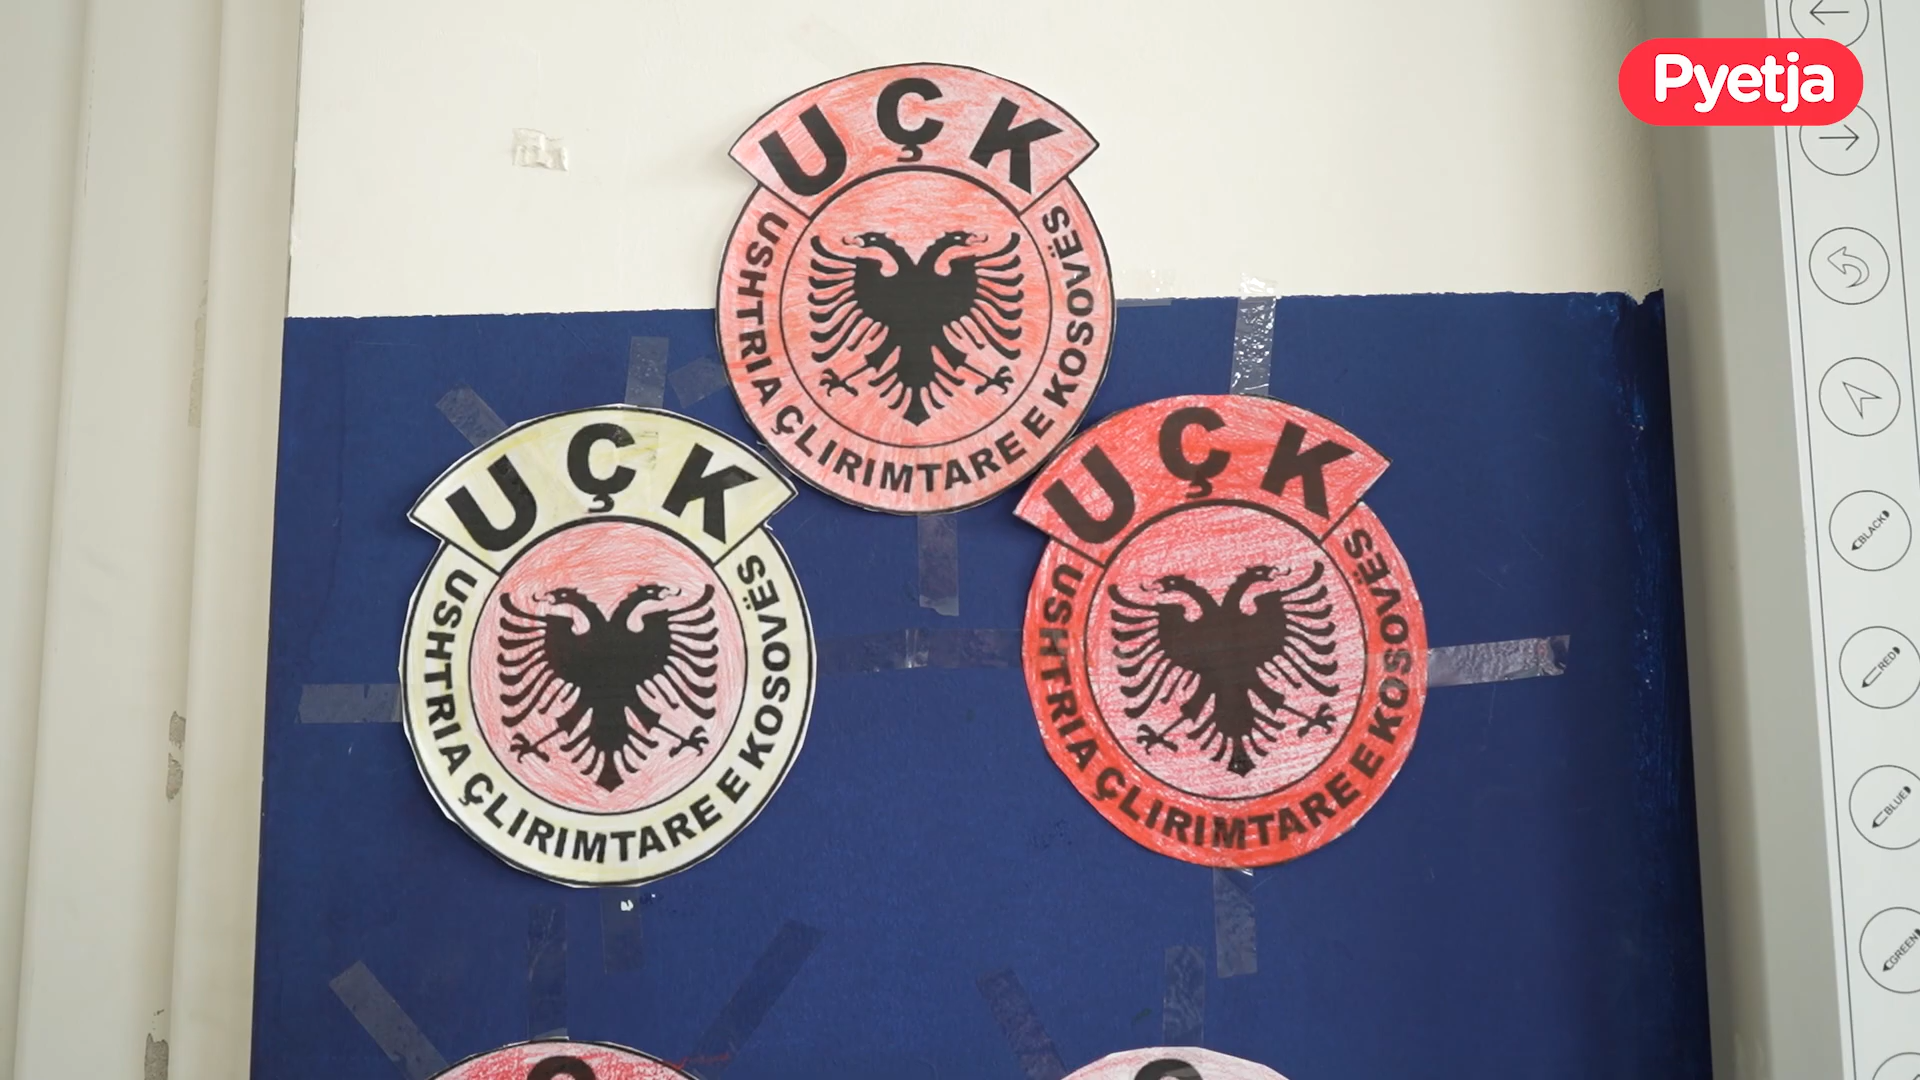 Pyetja
UÇK
USHTRIA ÇLIRIMTARE E KOSOVËS
UÇK
USHTRIA ÇLIRIMTARE E KOSOVËS
UÇK
USHTRIA ÇLIRIMTARE E KOSOVËS
BLACK
RED
BLUE
GREEN